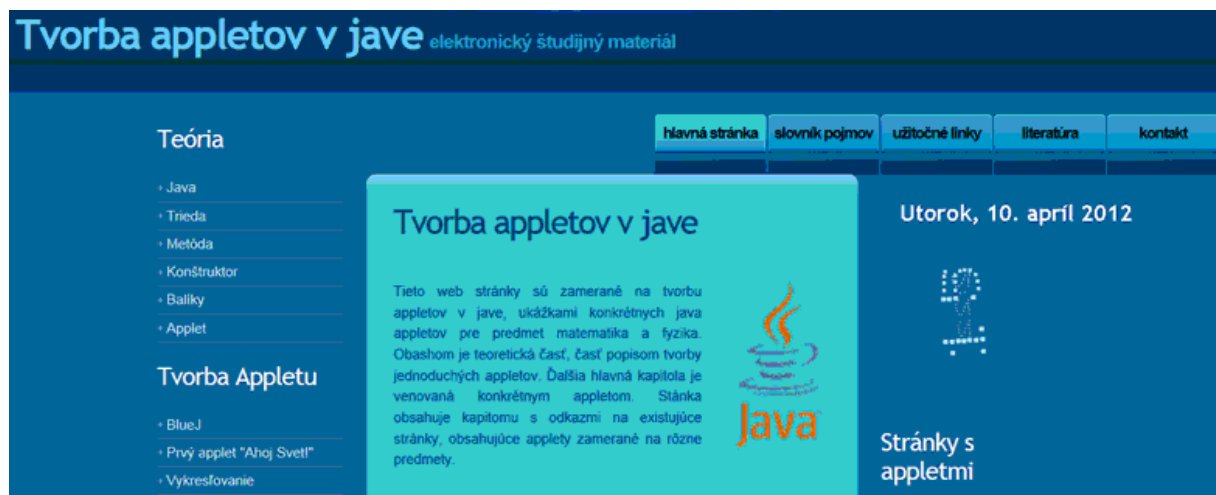 Tvorba appletov v jave elektronický študijný materiál
hlavná stránka
slovník pojmov
užitočné linky
literatúra
kontakt
Teória
Java
Trieda
Metóda
Konštruktor
Balíky
Applet
Tvorba Appletu
BlueJ
Prvý applet "Ahoj Svet!"
Vykresľovanie
Tvorba appletov v jave
Tieto web stránky sú zamerané na tvorbu
appletov v jave, ukážkami konkrétnych java
appletov pre predmet matematika a fyzika.
Obashom je teoretická časť, časť popisom tvorby
jednoduchých appletov. Ďalšia hlavná kapitola je
venovaná konkrétnym appletom. Stánka
obsahuje kapitomu s odkazmi na existujúce
stránky, obsahujúce applety zamerané na rôzne
predmety.
Java
Utorok, 10. apríl 2012
Stránky s
appletmi